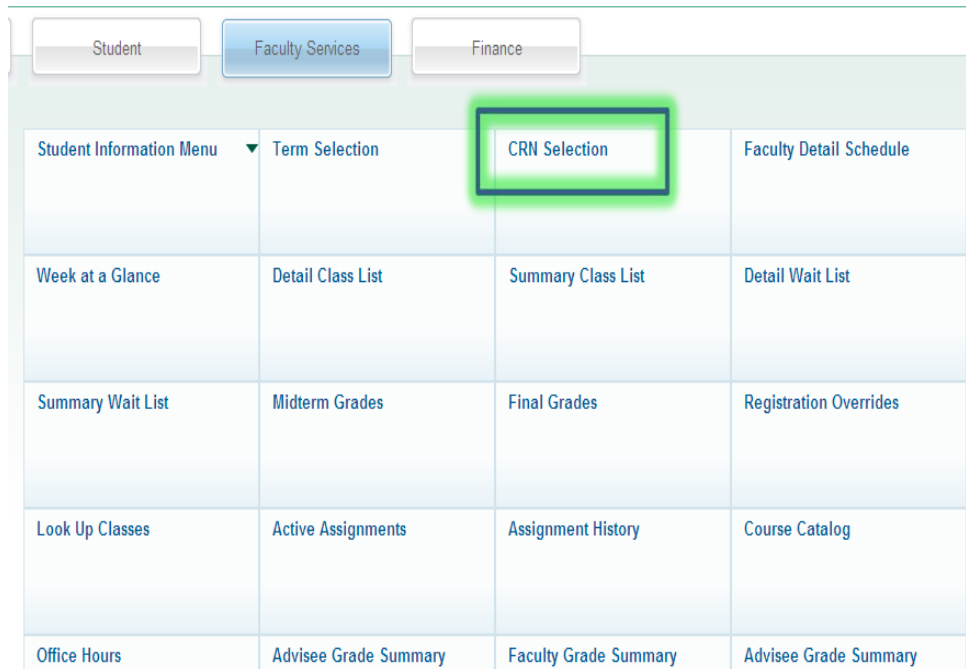 Student Faculty Services Finance
Student Information Menu Term Selection CRN Selection Faculty Detail Schedule
Week at a Glance Detail Class List Summary Class List Detail Wait List
Summary Wait List Midterm Grades Final Grades Registration Overrides
Look Up Classes Active Assignments Assignment History Course Catalog
Office Hours Advisee Grade Summary Faculty Grade Summary Advisee Grade Summary